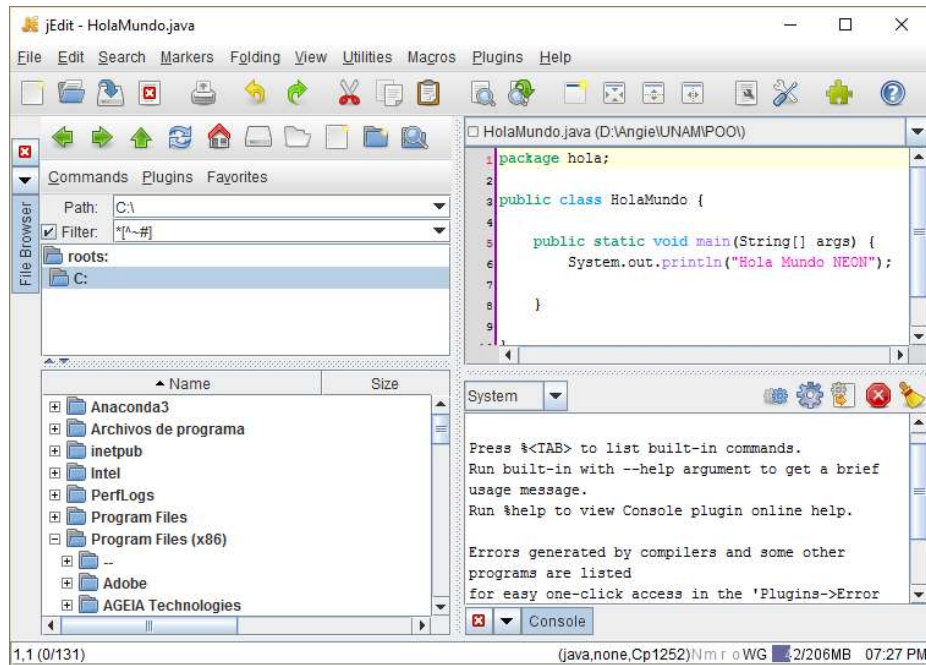 jEdit - HolaMundo.java
File Edit Search Markers Folding View Utilities Macros Plugins Help
File Browser
Commands Plugins Favorites
Path: C:\
Filter: *[^~#]
roots:
C:
Name Size
Anaconda3
Archivos de programa
inetpub
Intel
PerfLogs
Program Files
Program Files (x86)
--
Adobe
AGEIA Technologies
HolaMundo.java (D:\Angie\UNAM\POO\)
1 package hola;
2
3 public class HolaMundo {
4
5 public static void main(String[] args) {
6 System.out.println("Hola Mundo NEON");
7
8 }
9
System
Press %<TAB> to list built-in commands.
Run built-in with --help argument to get a brief
usage message.
Run %help to view Console plugin online help.
Errors generated by compilers and some other
programs are listed
for easy one-click access in the 'Plugins->Error
Console
1,1 (0/131) (java,none,Cp1252)N m r o WG 42/206MB 07:27 PM